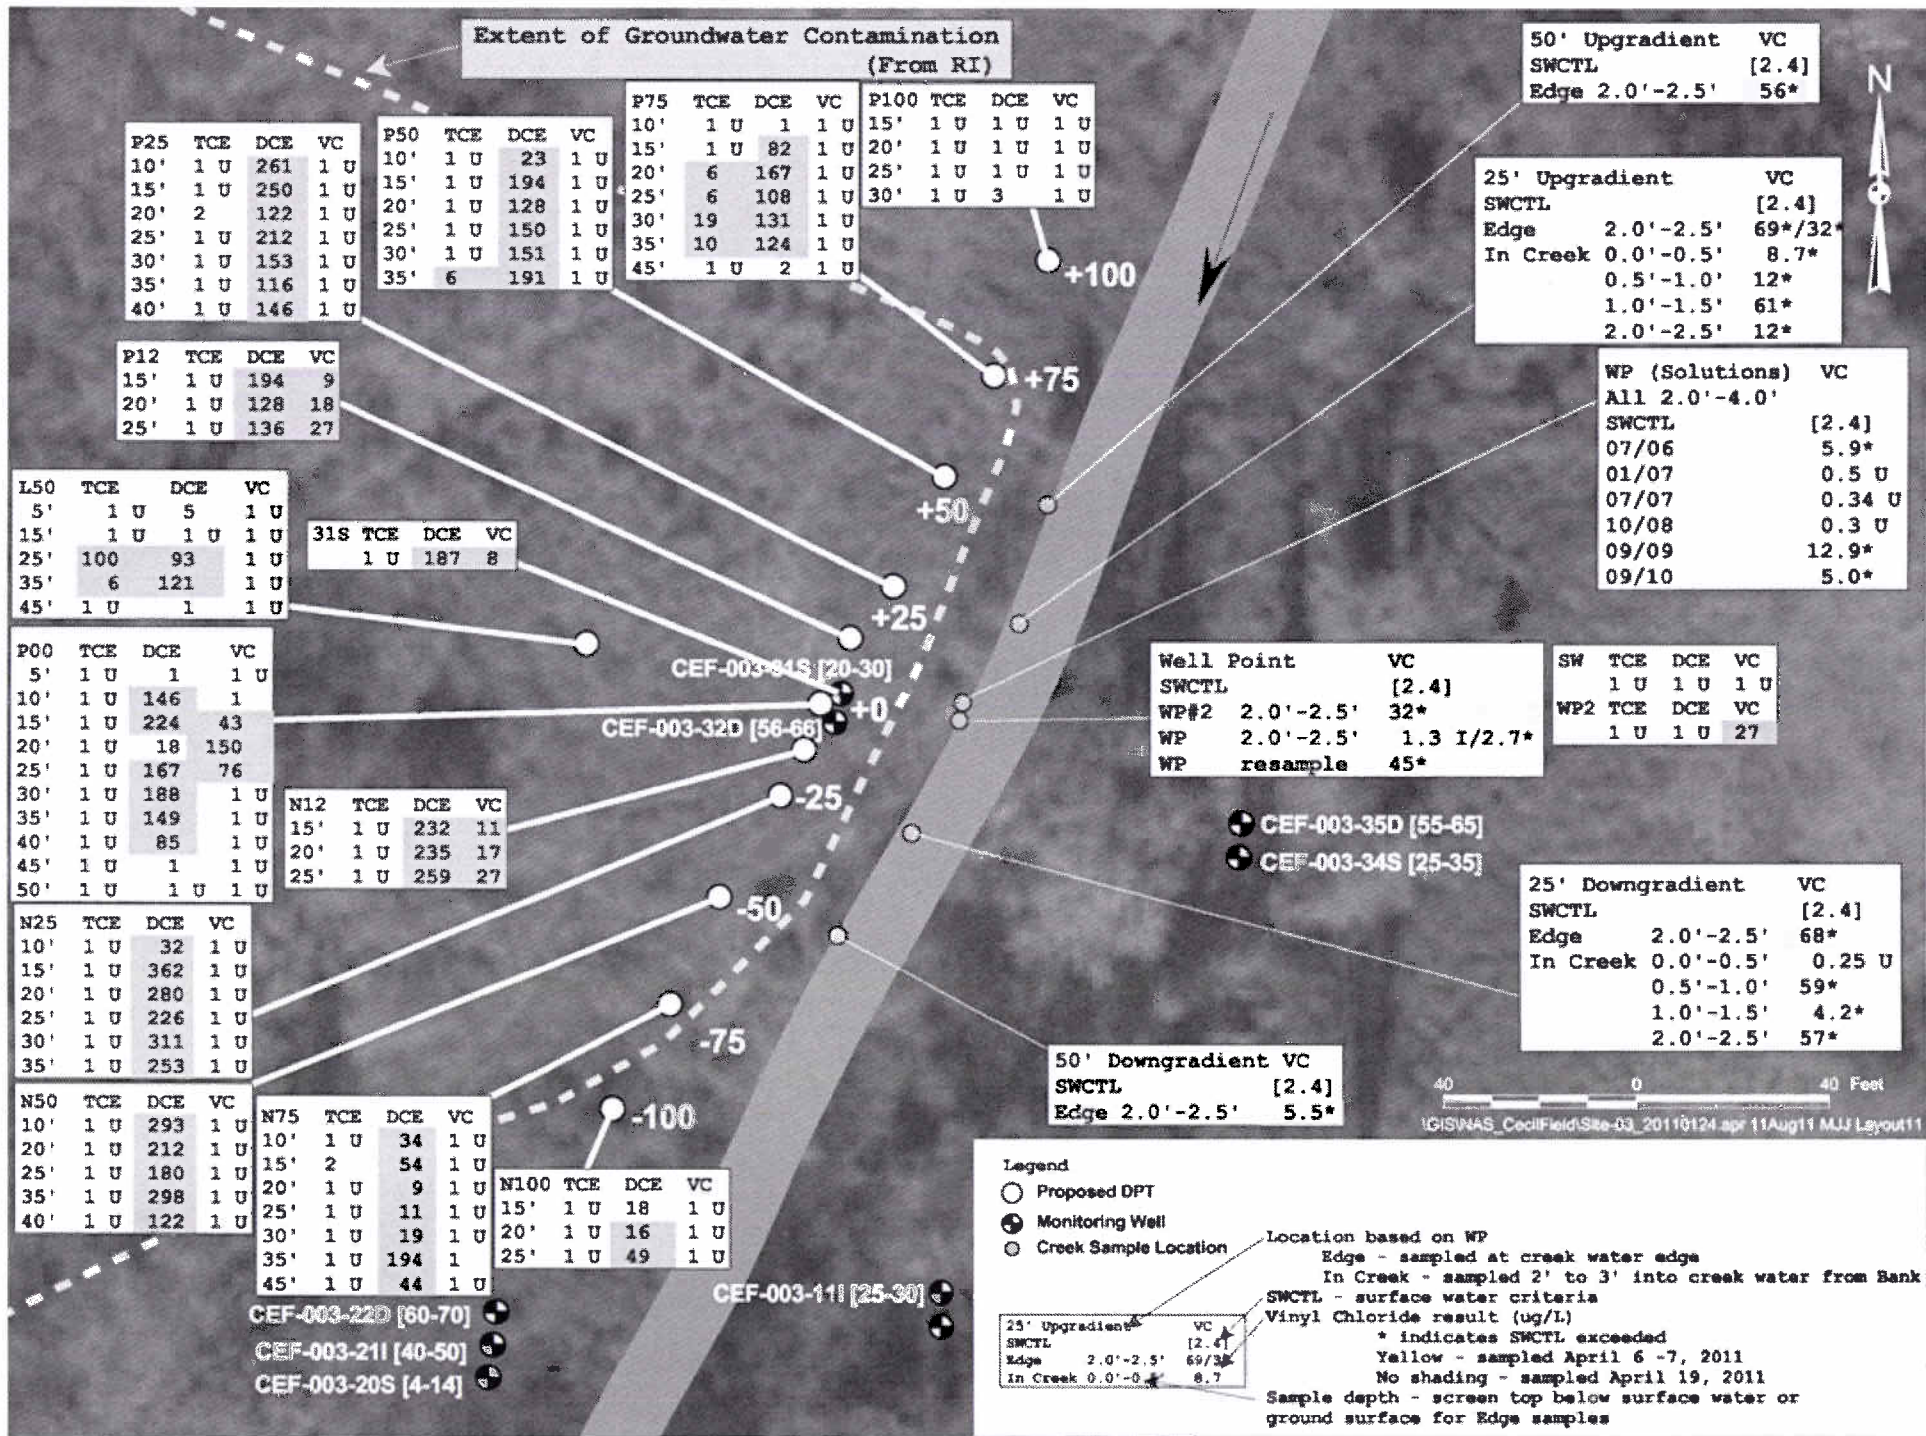 Extent of Groundwater Contamination
(From RI)
50' Upgradient VC
SWCTL [2.4]
Edge 2.0'-2.5' 56*
N
P25 TCE DCE VC
10' 1 U 261 1 U
15' 1 U 250 1 U
20' 2 122 1 U
25' 1 U 212 1 U
30' 1 U 153 1 U
35' 1 U 116 1 U
40' 1 U 146 1 U
P50 TCE DCE VC
10' 1 U 23 1 U
15' 1 U 194 1 U
20' 1 U 128 1 U
25' 1 U 150 1 U
30' 1 U 151 1 U
35' 6 191 1 U
P75 TCE DCE VC
10' 1 U 1 1 U
15' 1 U 82 1 U
20' 6 167 1 U
25' 6 108 1 U
30' 19 131 1 U
35' 10 124 1 U
45' 1 U 2 1 U
P100 TCE DCE VC
15' 1 U 1 U 1 U
20' 1 U 1 U 1 U
25' 1 U 1 U 1 U
30' 1 U 3 1 U
25' Upgradient VC
SWCTL [2.4]
Edge 2.0'-2.5' 69*/32*
In Creek 0.0'-0.5' 8.7*
0.5'-1.0' 12*
1.0'-1.5' 61*
2.0'-2.5' 12*
+100
+75
+50
+25
+0
-25
-50
-75
-100
P12 TCE DCE VC
15' 1 U 194 9
20' 1 U 128 18
25' 1 U 136 27
WP (Solutions) VC
All 2.0'-4.0'
SWCTL [2.4]
07/06 5.9*
01/07 0.5 U
07/07 0.34 U
10/08 0.3 U
09/09 12.9*
09/10 5.0*
L50 TCE DCE VC
5' 1 U 5 1 U
15' 1 U 1 U 1 U
25' 100 93 1 U
35' 6 121 1 U
45' 1 U 1 1 U
31S TCE DCE VC
1 U 187 8
CEF-003-31S [20-30]
CEF-003-32D [56-66]
P00 TCE DCE VC
5' 1 U 1 1 U
10' 1 U 146 1
15' 1 U 224 43
20' 1 U 18 150
25' 1 U 167 76
30' 1 U 188 1 U
35' 1 U 149 1 U
40' 1 U 85 1 U
45' 1 U 1 1 U
50' 1 U 1 U 1 U
Well Point VC
SWCTL [2.4]
WP#2 2.0'-2.5' 32*
WP 2.0'-2.5' 1.3 I/2.7*
WP resample 45*
SW TCE DCE VC
1 U 1 U 1 U
WP2 TCE DCE VC
1 U 1 U 27
N12 TCE DCE VC
15' 1 U 232 11
20' 1 U 235 17
25' 1 U 259 27
CEF-003-35D [55-65]
CEF-003-34S [25-35]
25' Downgradient VC
SWCTL [2.4]
Edge 2.0'-2.5' 68*
In Creek 0.0'-0.5' 0.25 U
0.5'-1.0' 59*
1.0'-1.5' 4.2*
2.0'-2.5' 57*
N25 TCE DCE VC
10' 1 U 32 1 U
15' 1 U 362 1 U
20' 1 U 280 1 U
25' 1 U 226 1 U
30' 1 U 311 1 U
35' 1 U 253 1 U
50' Downgradient VC
SWCTL [2.4]
Edge 2.0'-2.5' 5.5*
40 0 40 Feet
\GIS\NAS_CecilField\Site-03_20110124.apr 11Aug11 MJJ Layout11
N50 TCE DCE VC
10' 1 U 293 1 U
20' 1 U 212 1 U
25' 1 U 180 1 U
35' 1 U 298 1 U
40' 1 U 122 1 U
N75 TCE DCE VC
10' 1 U 34 1 U
15' 2 54 1 U
20' 1 U 9 1 U
25' 1 U 11 1 U
30' 1 U 19 1 U
35' 1 U 194 1
45' 1 U 44 1 U
N100 TCE DCE VC
15' 1 U 18 1 U
20' 1 U 16 1 U
25' 1 U 49 1 U
CEF-003-22D [60-70]
CEF-003-21I [40-50]
CEF-003-20S [4-14]
CEF-003-11I [25-30]
Legend
Proposed DPT
Monitoring Well
Creek Sample Location
Location based on WP
Edge - sampled at creek water edge
In Creek - sampled 2' to 3' into creek water from Bank
SWCTL - surface water criteria
Vinyl Chloride result (ug/L)
* indicates SWCTL exceeded
Yellow - sampled April 6 -7, 2011
No shading - sampled April 19, 2011
Sample depth - screen top below surface water or
ground surface for Edge samples
25' Upgradient VC
SWCTL [2.4]
Edge 2.0'-2.5'
In Creek 8.7